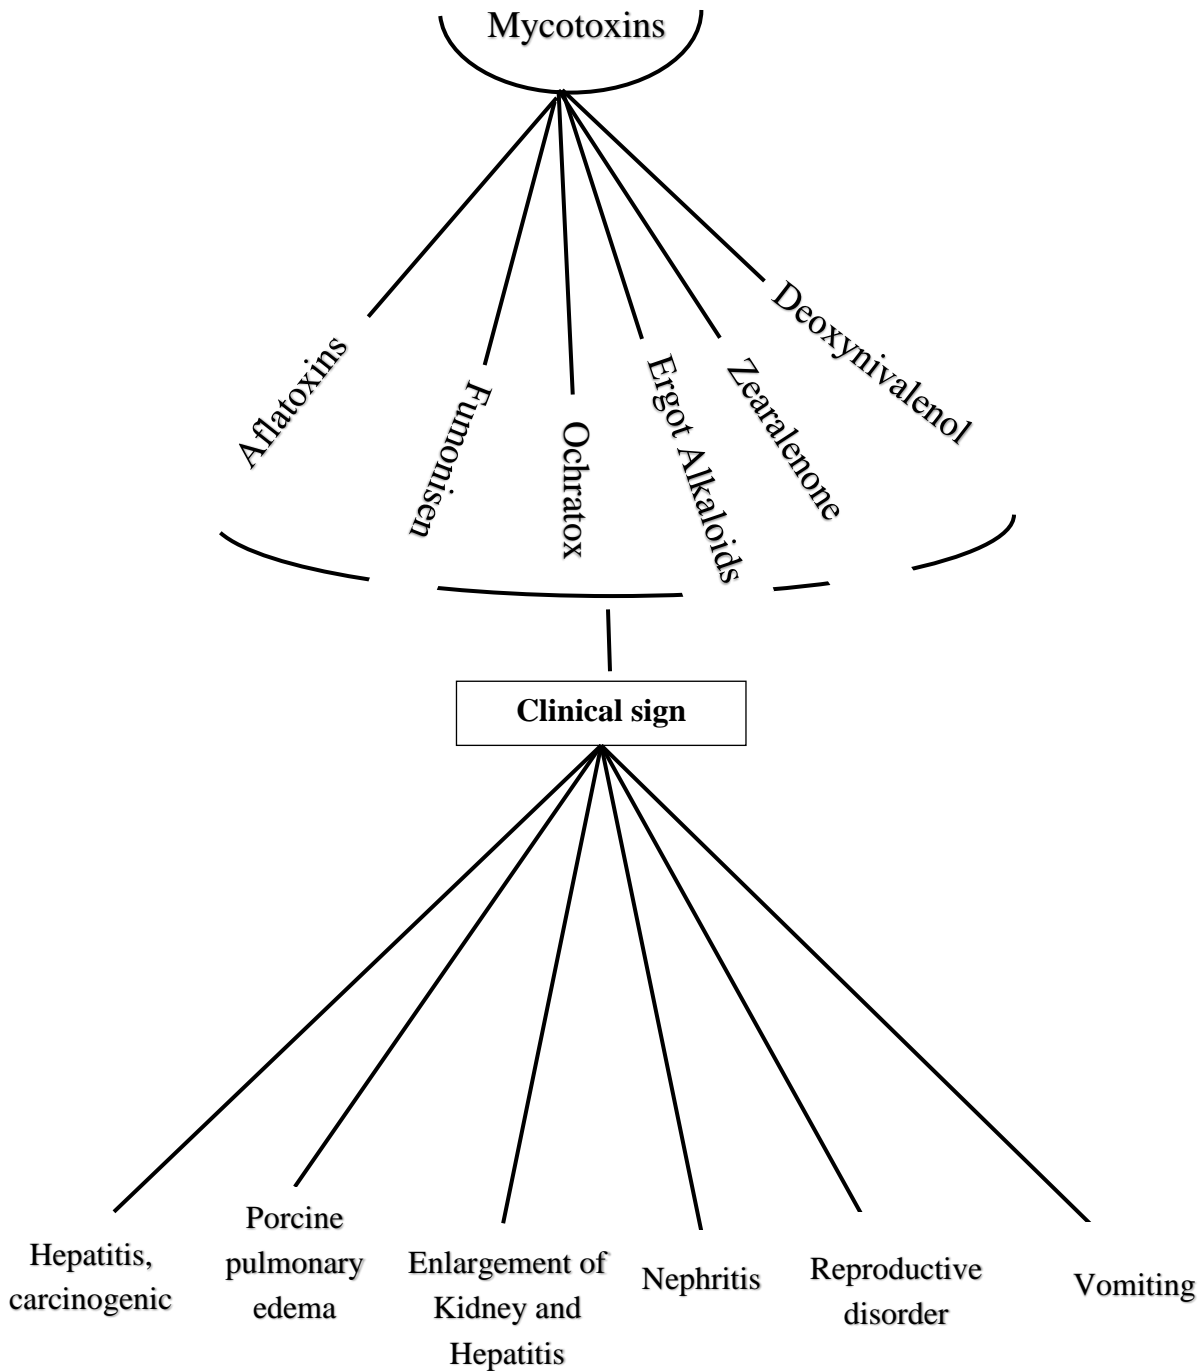 Mycotoxins
Aflatoxins
Fumonisen
Ochratox
Ergot Alkaloids
Zearalenone
Deoxynivalenol
Clinical sign
Hepatitis,
carcinogenic
Porcine
pulmonary
edema
Enlargement of
Kidney and
Hepatitis
Nephritis
Reproductive
disorder
Vomiting